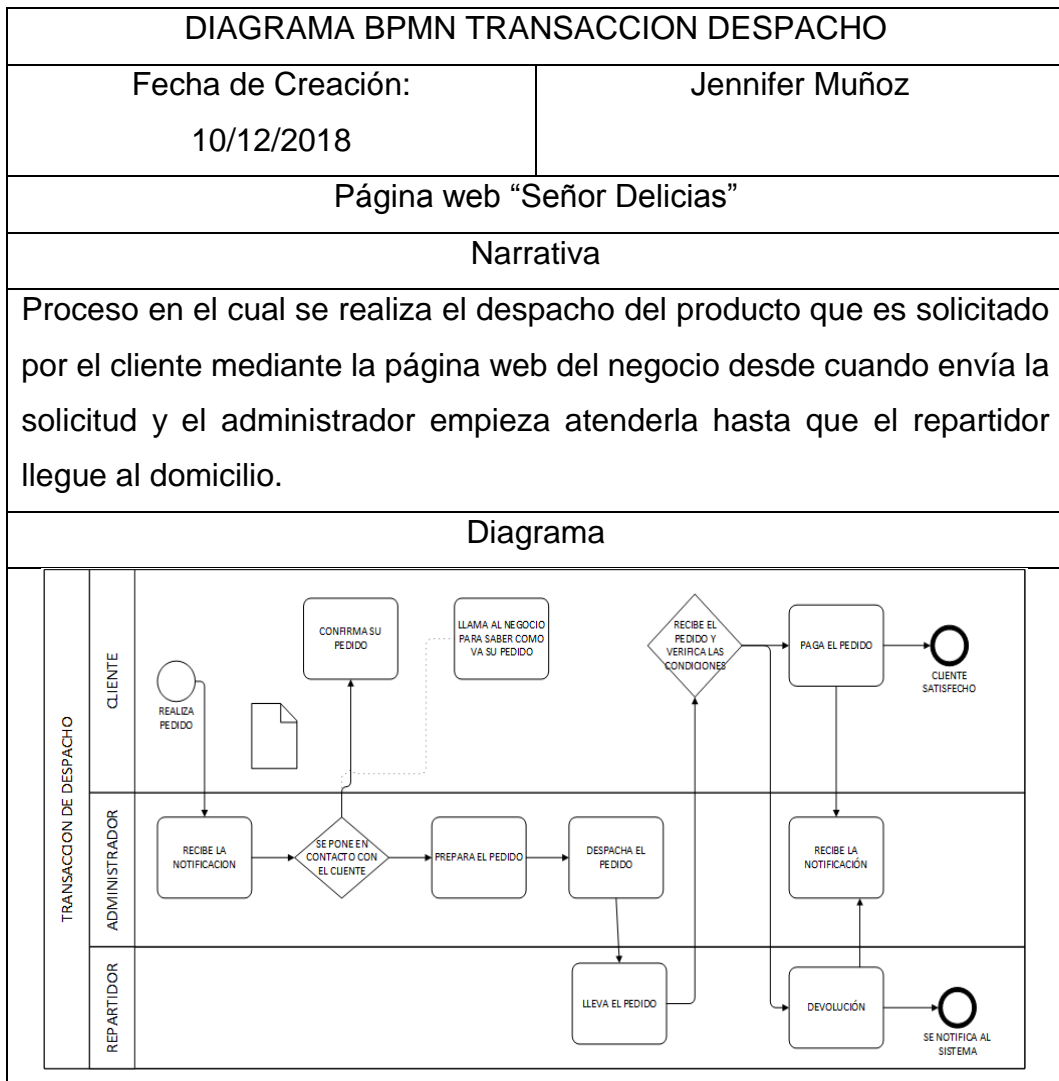 DIAGRAMA BPMN TRANSACCION DESPACHO
Fecha de Creación:
10/12/2018
Jennifer Muñoz
Página web “Señor Delicias”
Narrativa
Proceso en el cual se realiza el despacho del producto que es solicitado
por el cliente mediante la página web del negocio desde cuando envía la
solicitud y el administrador empieza atenderla hasta que el repartidor
llegue al domicilio.
Diagrama
TRANSACCION DE DESPACHO
CLIENTE
REALIZA
PEDIDO
CONFIRMA SU
PEDIDO
LLAMA AL NEGOCIO
PARA SABER COMO
VA SU PEDIDO
RECIBE EL
PEDIDO Y
VERIFICA LAS
CONDICIONES
PAGA EL PEDIDO
CLIENTE
SATISFECHO
ADMINISTRADOR
RECIBE LA
NOTIFICACION
SE PONE EN
CONTACTO CON
EL CLIENTE
PREPARA EL PEDIDO
DESPACHA EL
PEDIDO
RECIBE LA
NOTIFICACIÓN
REPARTIDOR
LLEVA EL PEDIDO
DEVOLUCIÓN
SE NOTIFICA AL
SISTEMA